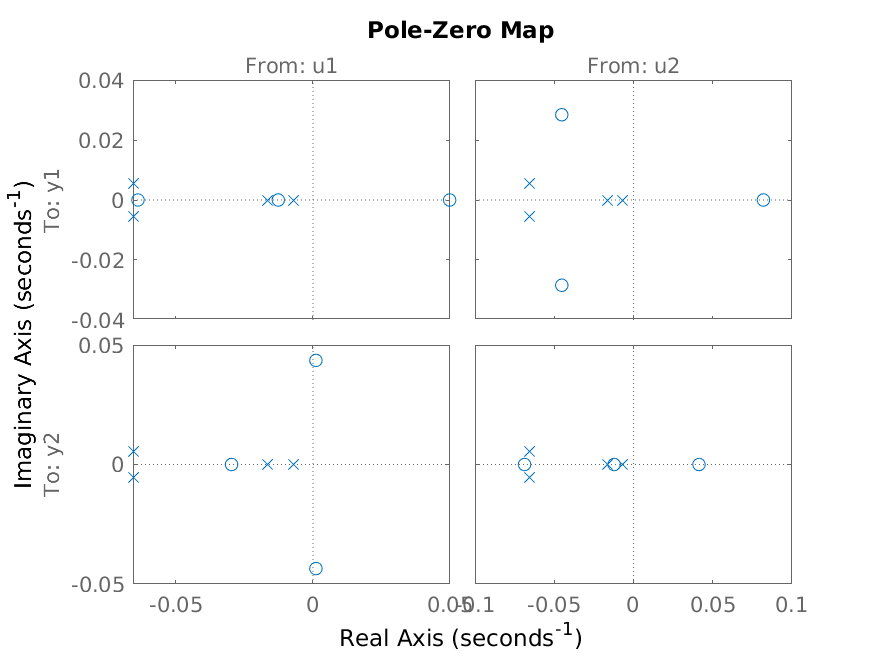 Pole-Zero Map
From: u1
From: u2
To: y1
0.04
0.02
0
-0.02
-0.04
To: y2
0.05
0
-0.05
-0.05
0
0.05
-0.1
-0.05
0
0.05
0.1
Imaginary Axis (seconds⁻¹)
Real Axis (seconds⁻¹)